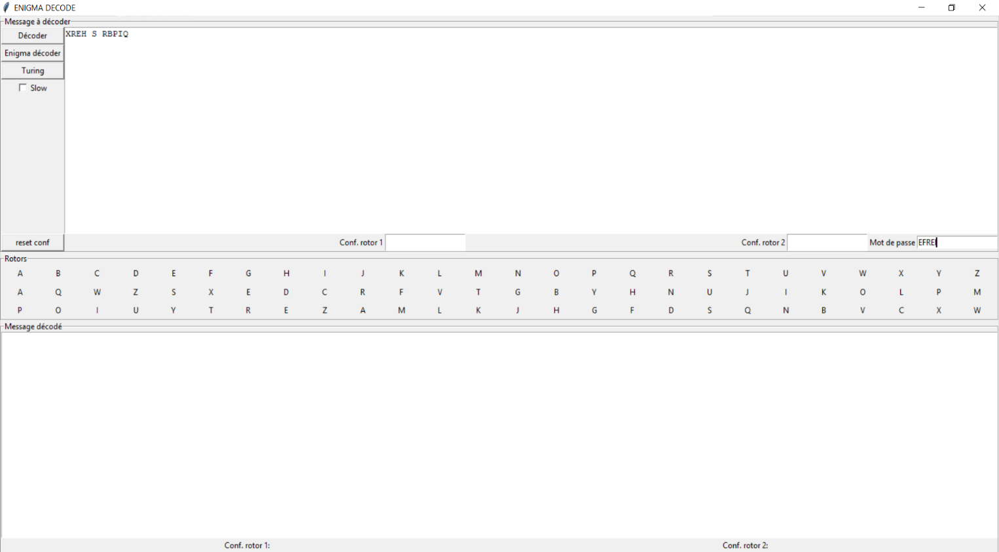 ENIGMA DECODE
Message à décoder
Décoder
XREH S RBPIQ
Enigma décoder
Turing
Slow
reset conf Conf. rotor 1 Conf. rotor 2 Mot de passe EFREI
Rotors
A B C D E F G H I J K L M N O P Q R S T U V W X Y Z
A Q W Z S X E D C R F V T G B Y H N U J I K O L P M
P O I U Y T R E Z A M L K J H G F D S Q N B V C X W
Message décodé
Conf. rotor 1: Conf. rotor 2: